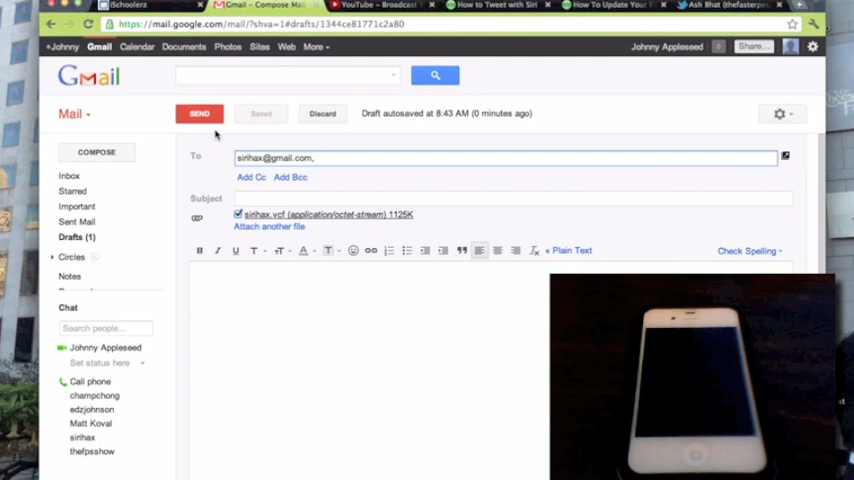 iSchoolerz
Gmail – Compose Mail
YouTube – Broadcast Y
How to Tweet with Siri
How To Update Your F
Ash Bhat (thefasterpe
https://mail.google.com/mail/?shva=1#drafts/1344ce81771c2a80
+Johnny Gmail Calendar Documents Photos Sites Web More
Johnny Appleseed 0 Share...
Gmail
Mail
SEND Saved Discard Draft autosaved at 8:43 AM (0 minutes ago)
COMPOSE
To sirihax@gmail.com,
Add Cc Add Bcc
Subject
sirihax.vcf (application/octet-stream) 1125K
Attach another file
B I U T T A T « Plain Text Check Spelling
Inbox
Starred
Important
Sent Mail
Drafts (1)
Circles
Notes
Chat
Search people...
Johnny Appleseed
Set status here
Call phone
champchong
edzjohnson
Matt Koval
sirihax
thefpsshow